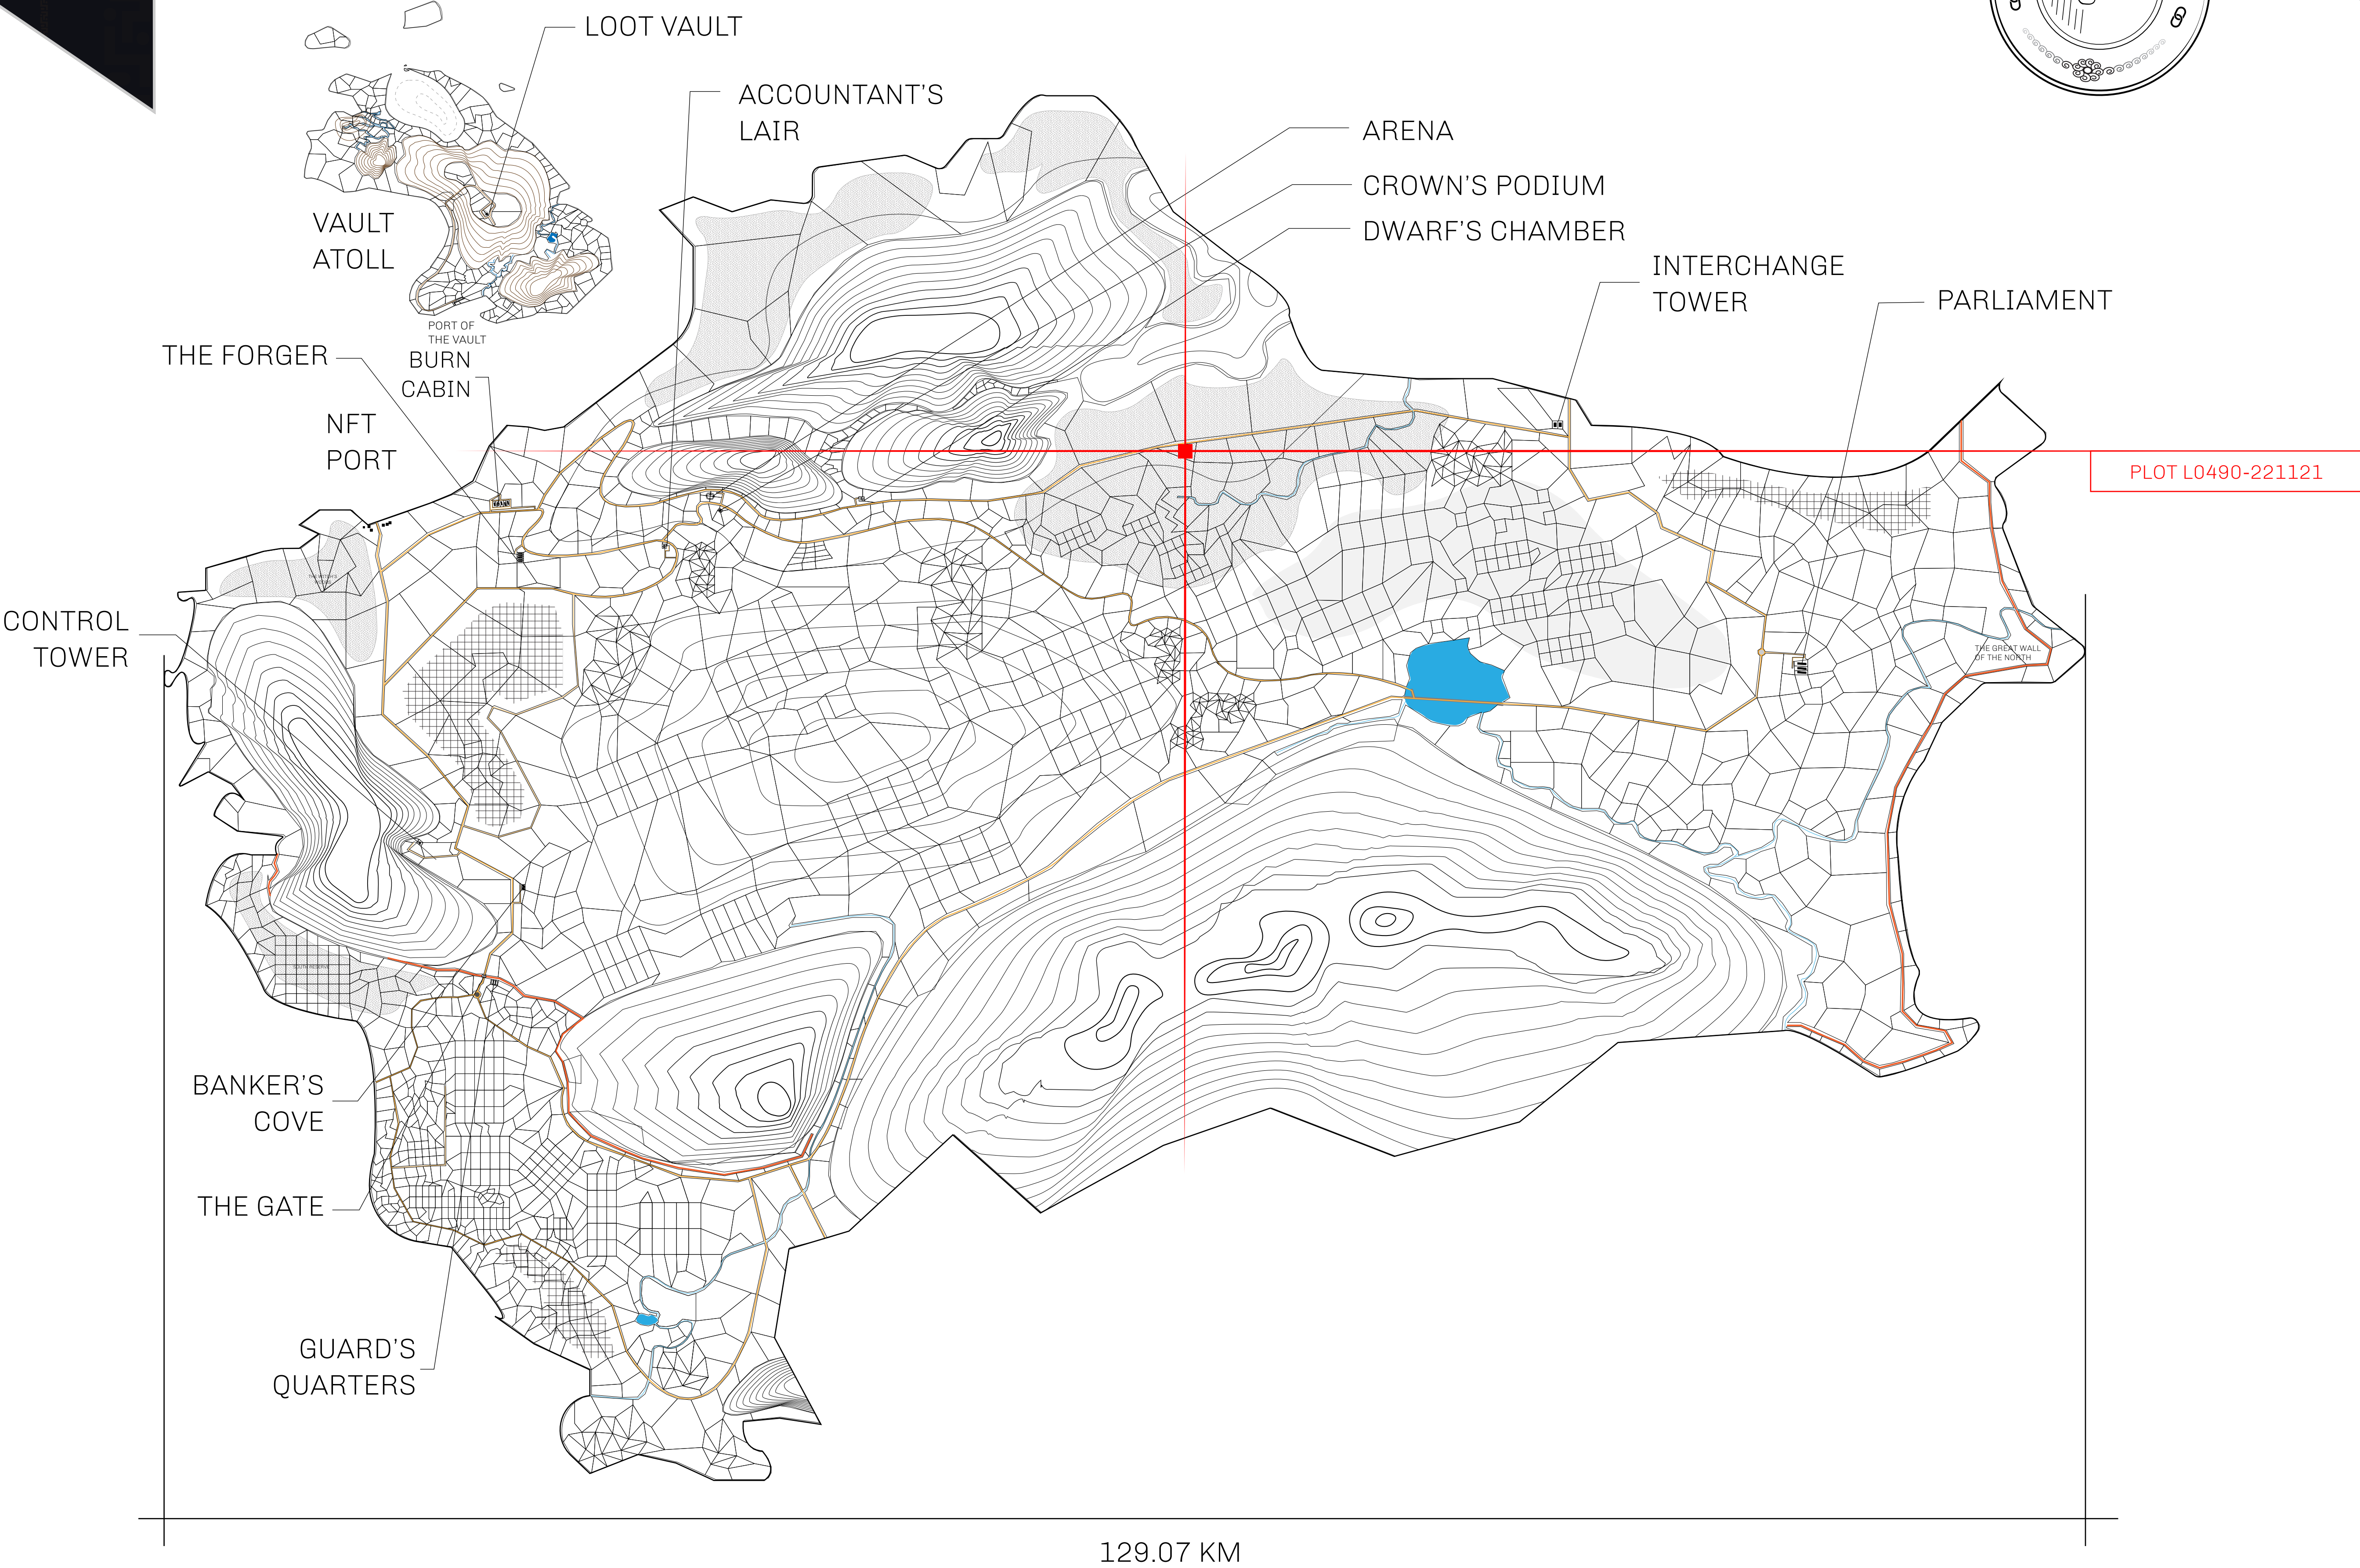 LOOT VAULT
ACCOUNTANT'S
LAIR
ARENA
CROWN'S PODIUM
DWARF'S CHAMBER
VAULT
ATOLL
INTERCHANGE
TOWER
PARLIAMENT
PORT OF
THE VAULT
THE FORGER
BURN
CABIN
NFT
PORT
PLOT L0490-221121
CONTROL
TOWER
THE GREAT WALL
OF THE NORTH
SOUTH RESERVE
BANKER'S
COVE
THE GATE
GUARD'S
QUARTERS
129.07 KM